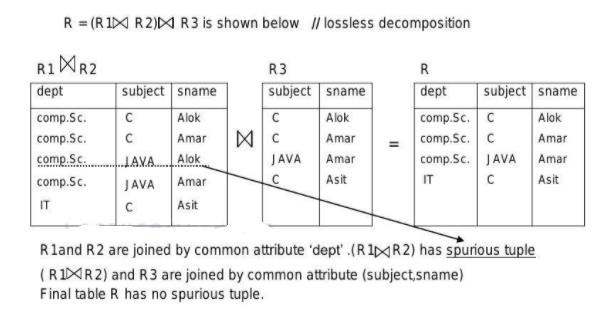 R = (R1⋈ R2)⋈ R3 is shown below // lossless decomposition
R1 ⋈ R2
dept subject sname
comp.Sc. C Alok
comp.Sc. C Amar
comp.Sc. JAVA Alok
comp.Sc. JAVA Amar
IT C Asit
⋈
R3
subject sname
C Alok
C Amar
JAVA Amar
C Asit
=
R
dept subject sname
comp.Sc. C Alok
comp.Sc. C Amar
comp.Sc. JAVA Amar
IT C Asit
R1and R2 are joined by common attribute ‘dept’ .(R1⋈R2) has spurious tuple
( R1⋈R2) and R3 are joined by common attribute (subject,sname)
Final table R has no spurious tuple.